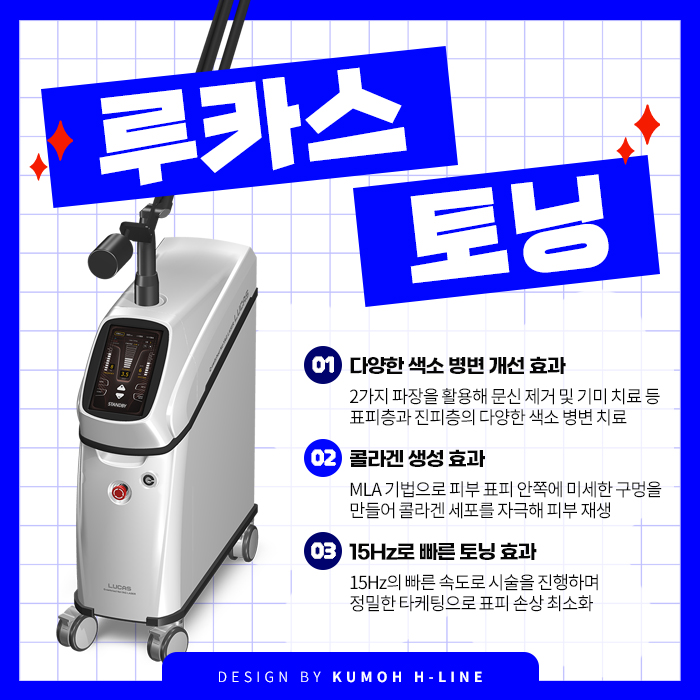 루카스
토닝
01 다양한 색소 병변 개선 효과
2가지 파장을 활용해 문신 제거 및 기미 치료 등
표피층과 진피층의 다양한 색소 병변 치료
02 콜라겐 생성 효과
MLA 기법으로 피부 표피 안쪽에 미세한 구멍을
만들어 콜라겐 세포를 자극해 피부 재생
03 15Hz로 빠른 토닝 효과
15Hz의 빠른 속도로 시술을 진행하며
정밀한 타케팅으로 표피 손상 최소화
STANDBY
LUCAS
DESIGN BY KUMOH H-LINE